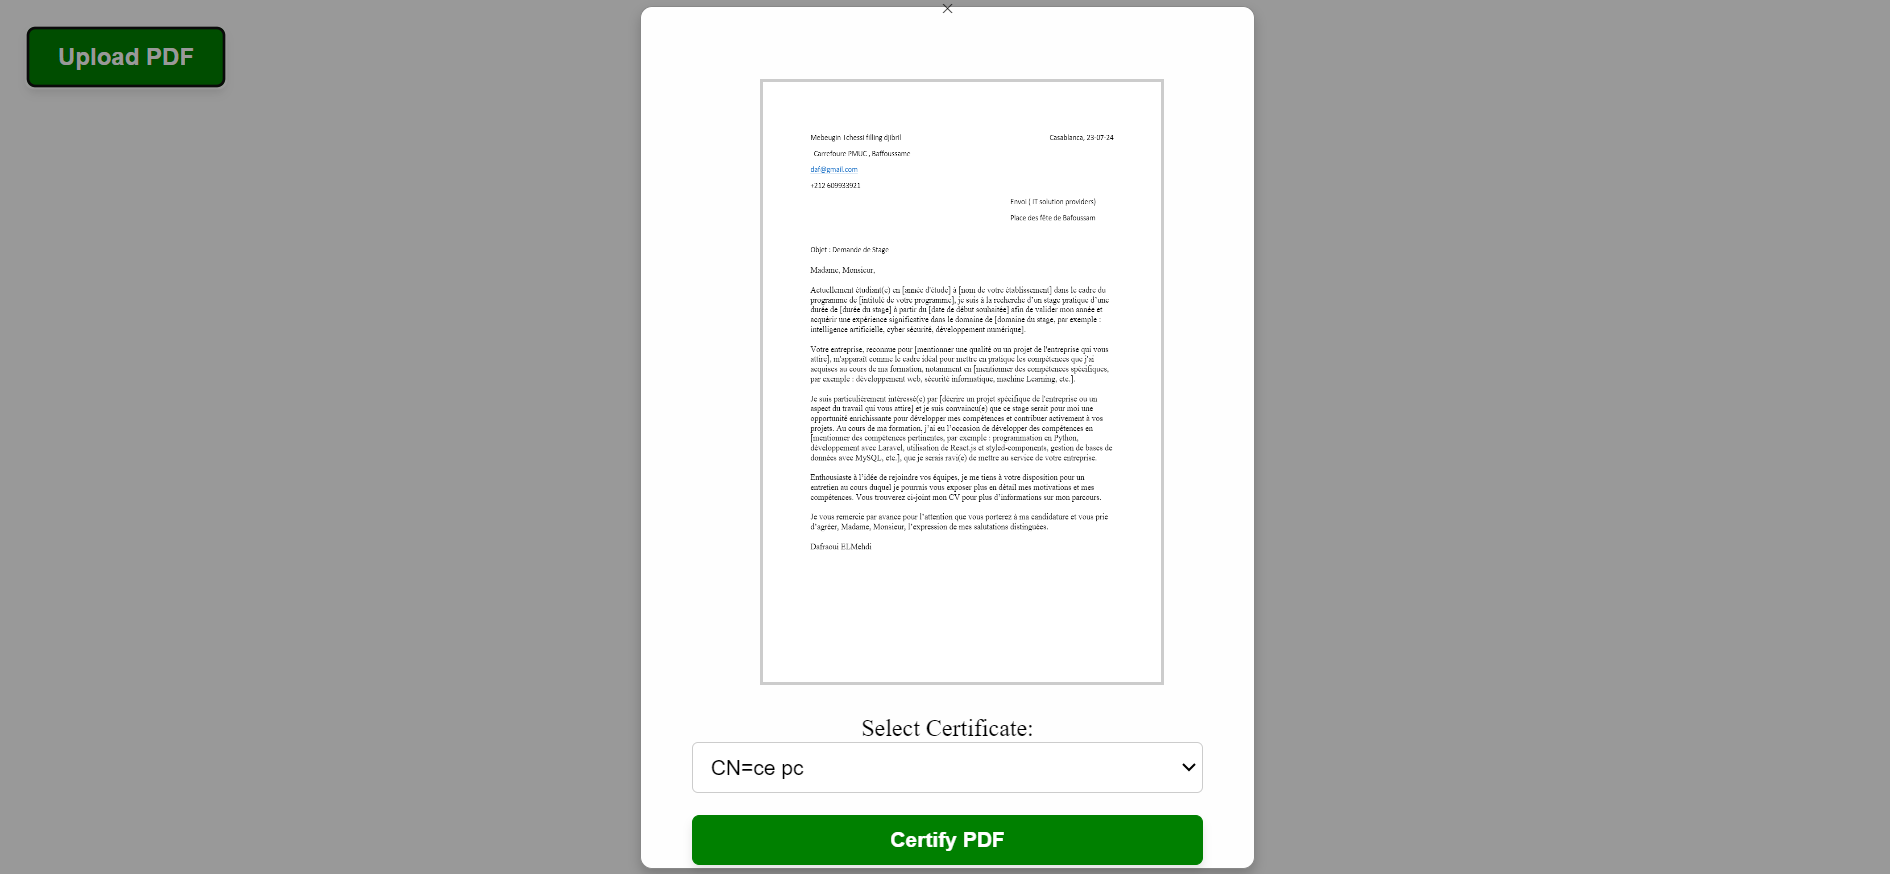 Upload PDF
Mebeugin Tchessi filling djibril
Casablanca, 23-07-24
Carrefoure PMUC , Baffoussame
daf@gmail.com
+212 609933921
Envoi ( IT solution providers)
Place des fête de Bafoussam
Objet : Demande de Stage
Madame, Monsieur,
Actuellement étudiant(e) en [année d'étude] à [nom de votre établissement] dans le cadre du
programme de [intitulé de votre programme], je suis à la recherche d’un stage pratique d’une
durée de [durée du stage] à partir du [date de début souhaitée] afin de valider mon année et
acquérir une expérience significative dans le domaine de [domaine du stage, par exemple :
intelligence artificielle, cyber sécurité, développement numérique].
Votre entreprise, reconnue pour [mentionner une qualité ou un projet de l'entreprise qui vous
attire], m'apparaît comme le cadre idéal pour mettre en pratique les compétences que j'ai
acquises au cours de ma formation, notamment en [mentionner des compétences spécifiques,
par exemple : développement web, sécurité informatique, machine Learning, etc.].
Je suis particulièrement intéressé(e) par [décrire un projet spécifique de l'entreprise ou un
aspect du travail qui vous attire] et je suis convaincu(e) que ce stage serait pour moi une
opportunité enrichissante pour développer mes compétences et contribuer activement à vos
projets. Au cours de ma formation, j’ai eu l’occasion de développer des compétences en
[mentionner des compétences pertinentes, par exemple : programmation en Python,
développement avec Laravel, utilisation de React.js et styled-components, gestion de bases de
données avec MySQL, etc.], que je serais ravi(e) de mettre au service de votre entreprise.
Enthousiaste à l’idée de rejoindre vos équipes, je me tiens à votre disposition pour un
entretien au cours duquel je pourrais vous exposer plus en détail mes motivations et mes
compétences. Vous trouverez ci-joint mon CV pour plus d’informations sur mon parcours.
Je vous remercie par avance pour l’attention que vous porterez à ma candidature et vous prie
d’agréer, Madame, Monsieur, l’expression de mes salutations distinguées.
Dafraoui ELMehdi
Select Certificate:
CN=ce pc
Certify PDF